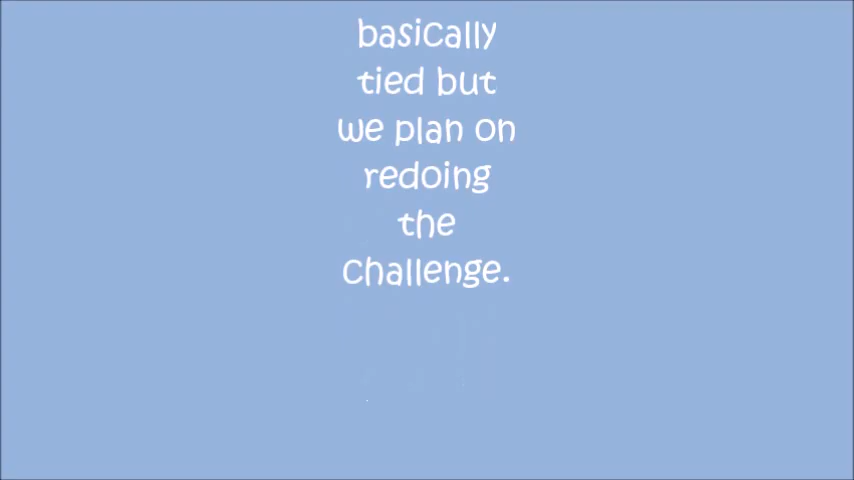 basically
tied but
we plan on
redoing
the
challenge.